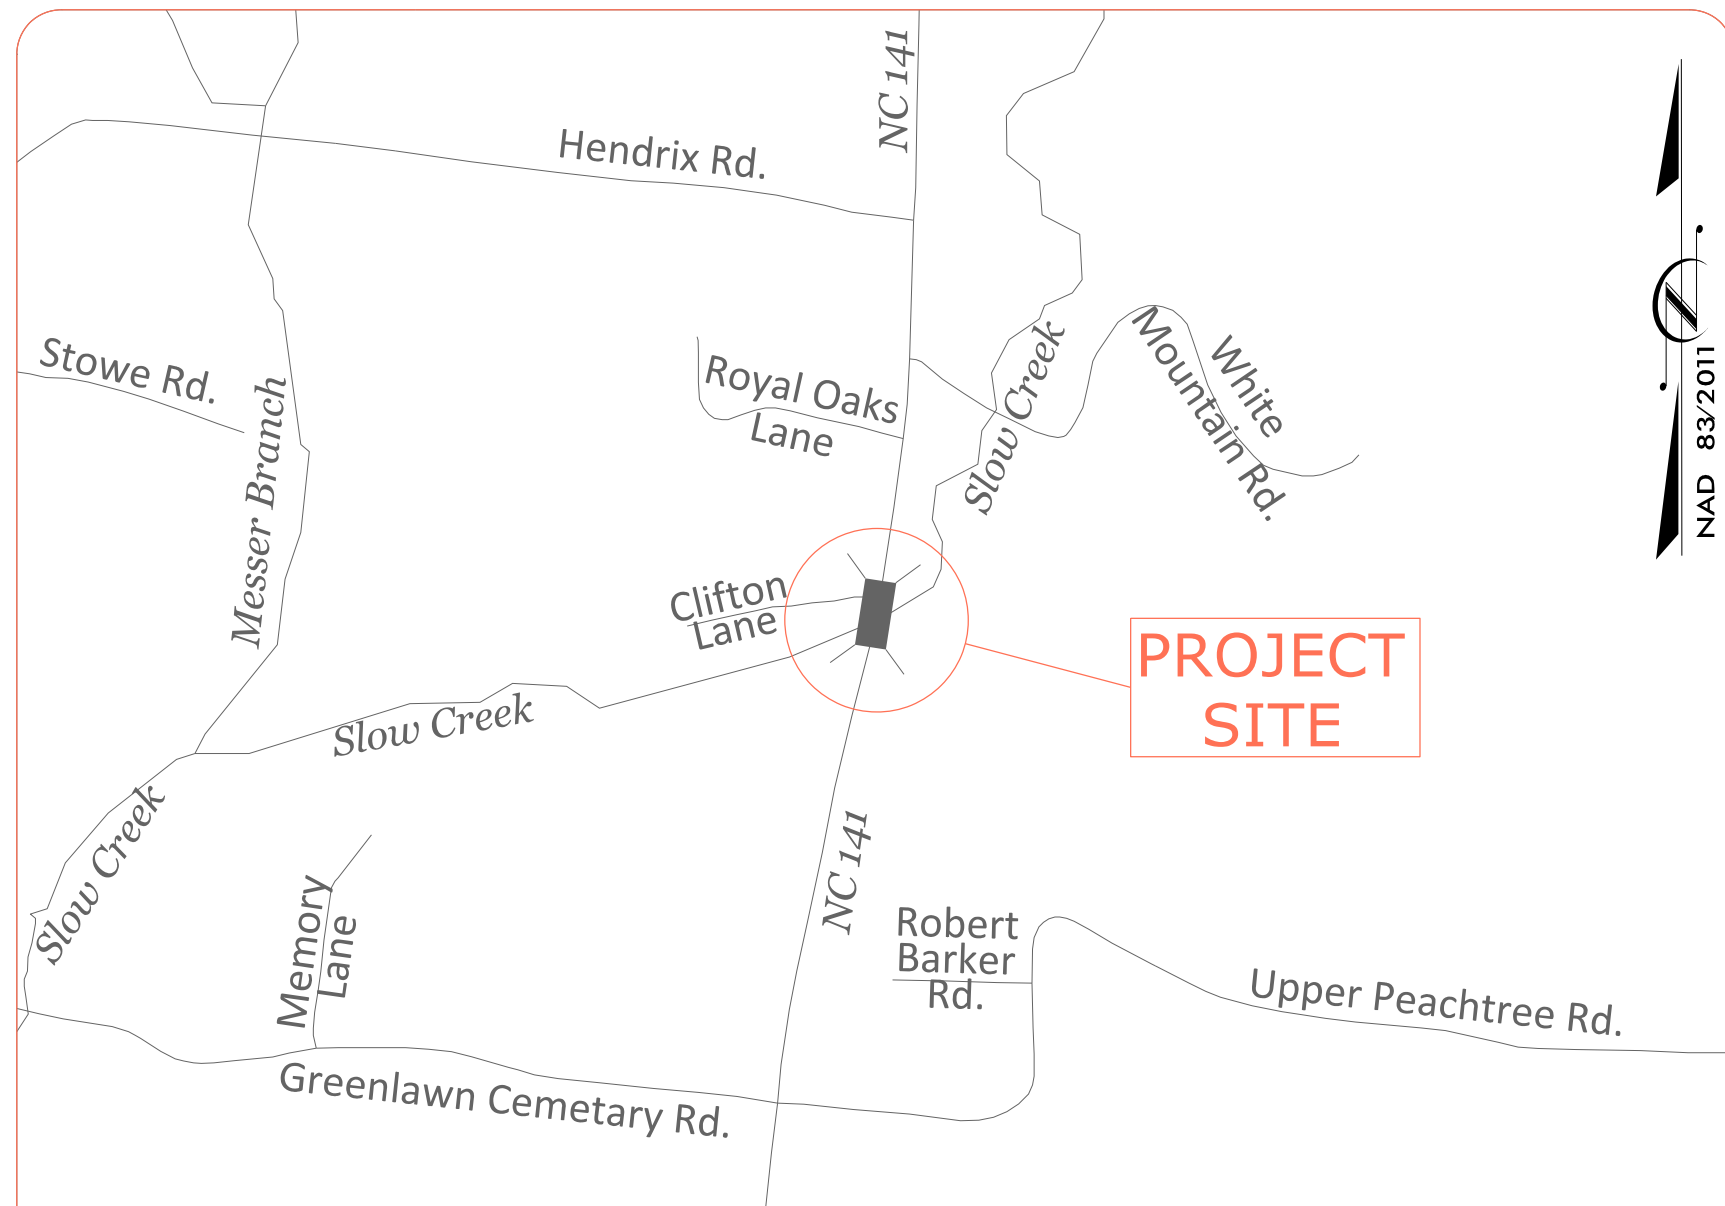 NC 141
Hendrix Rd.
Stowe Rd.
Messer Branch
Royal Oaks
Lane
Slow Creek
White
Mountain Rd.
N
NAD 83/2011
Clifton
Lane
PROJECT
SITE
Slow Creek
Slow Creek
NC 141
Memory
Lane
Robert
Barker
Rd.
Upper Peachtree Rd.
Greenlawn Cemetary Rd.